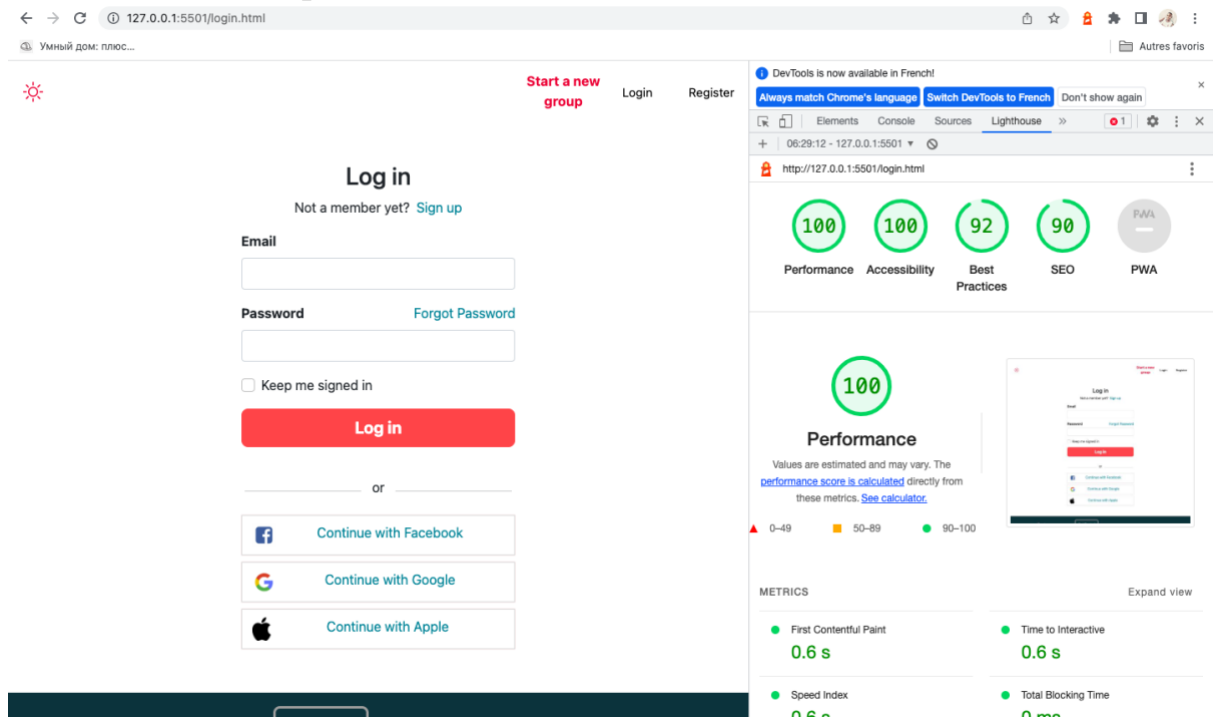 127.0.0.1:5501/login.html
Умный дом: плюс...
Autres favoris
Start a new
group
Login
Register
Log in
Not a member yet? Sign up
Email
Password
Forgot Password
Keep me signed in
Log in
or
Continue with Facebook
Continue with Google
Continue with Apple
DevTools is now available in French!
Always match Chrome's language
Switch DevTools to French
Don't show again
Elements
Console
Sources
Lighthouse
1
06:29:12 - 127.0.0.1:5501
http://127.0.0.1:5501/login.html
100
100
92
90
PWA
Performance
Accessibility
Best
Practices
SEO
PWA
100
Performance
Values are estimated and may vary. The
performance score is calculated directly from
these metrics. See calculator.
0–49
50–89
90–100
METRICS
Expand view
First Contentful Paint
0.6 s
Time to Interactive
0.6 s
Speed Index
0.6 s
Total Blocking Time
0 ms